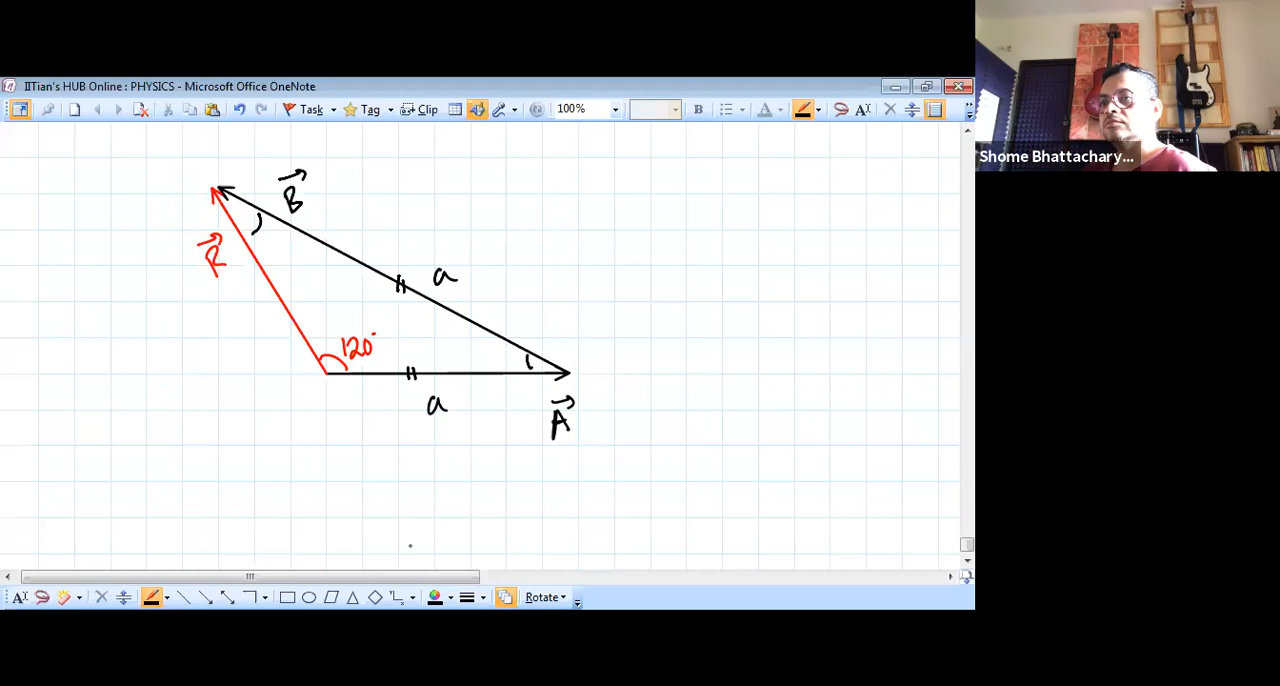 IITian's HUB Online : PHYSICS - Microsoft Office OneNote
Task Tag Clip 100% B A
Shome Bhattachary...
B
R
a
120°
a
A
Rotate